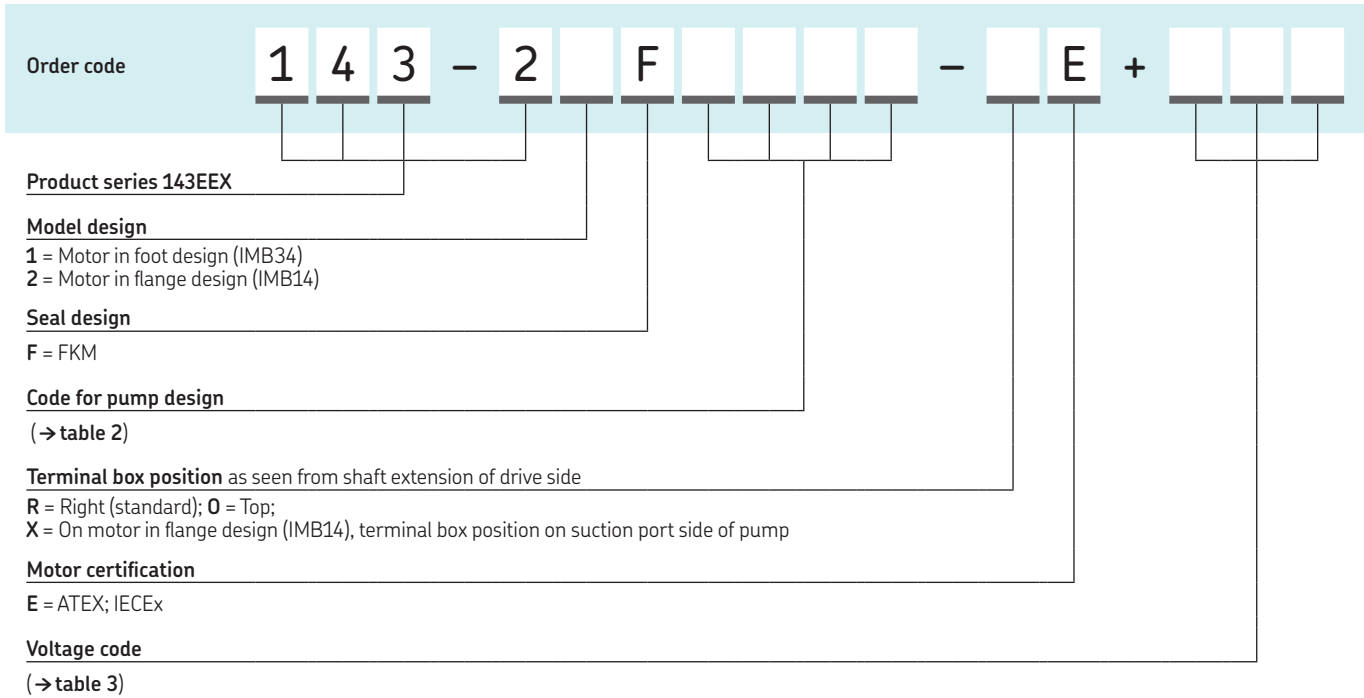 Order code 1 4 3 – 2 F – E +
Product series 143EEX
Model design
1 = Motor in foot design (IMB34)
2 = Motor in flange design (IMB14)
Seal design
F = FKM
Code for pump design
(→ table 2)
Terminal box position as seen from shaft extension of drive side
R = Right (standard); O = Top;
X = On motor in flange design (IMB14), terminal box position on suction port side of pump
Motor certification
E = ATEX; IECEx
Voltage code
(→ table 3)